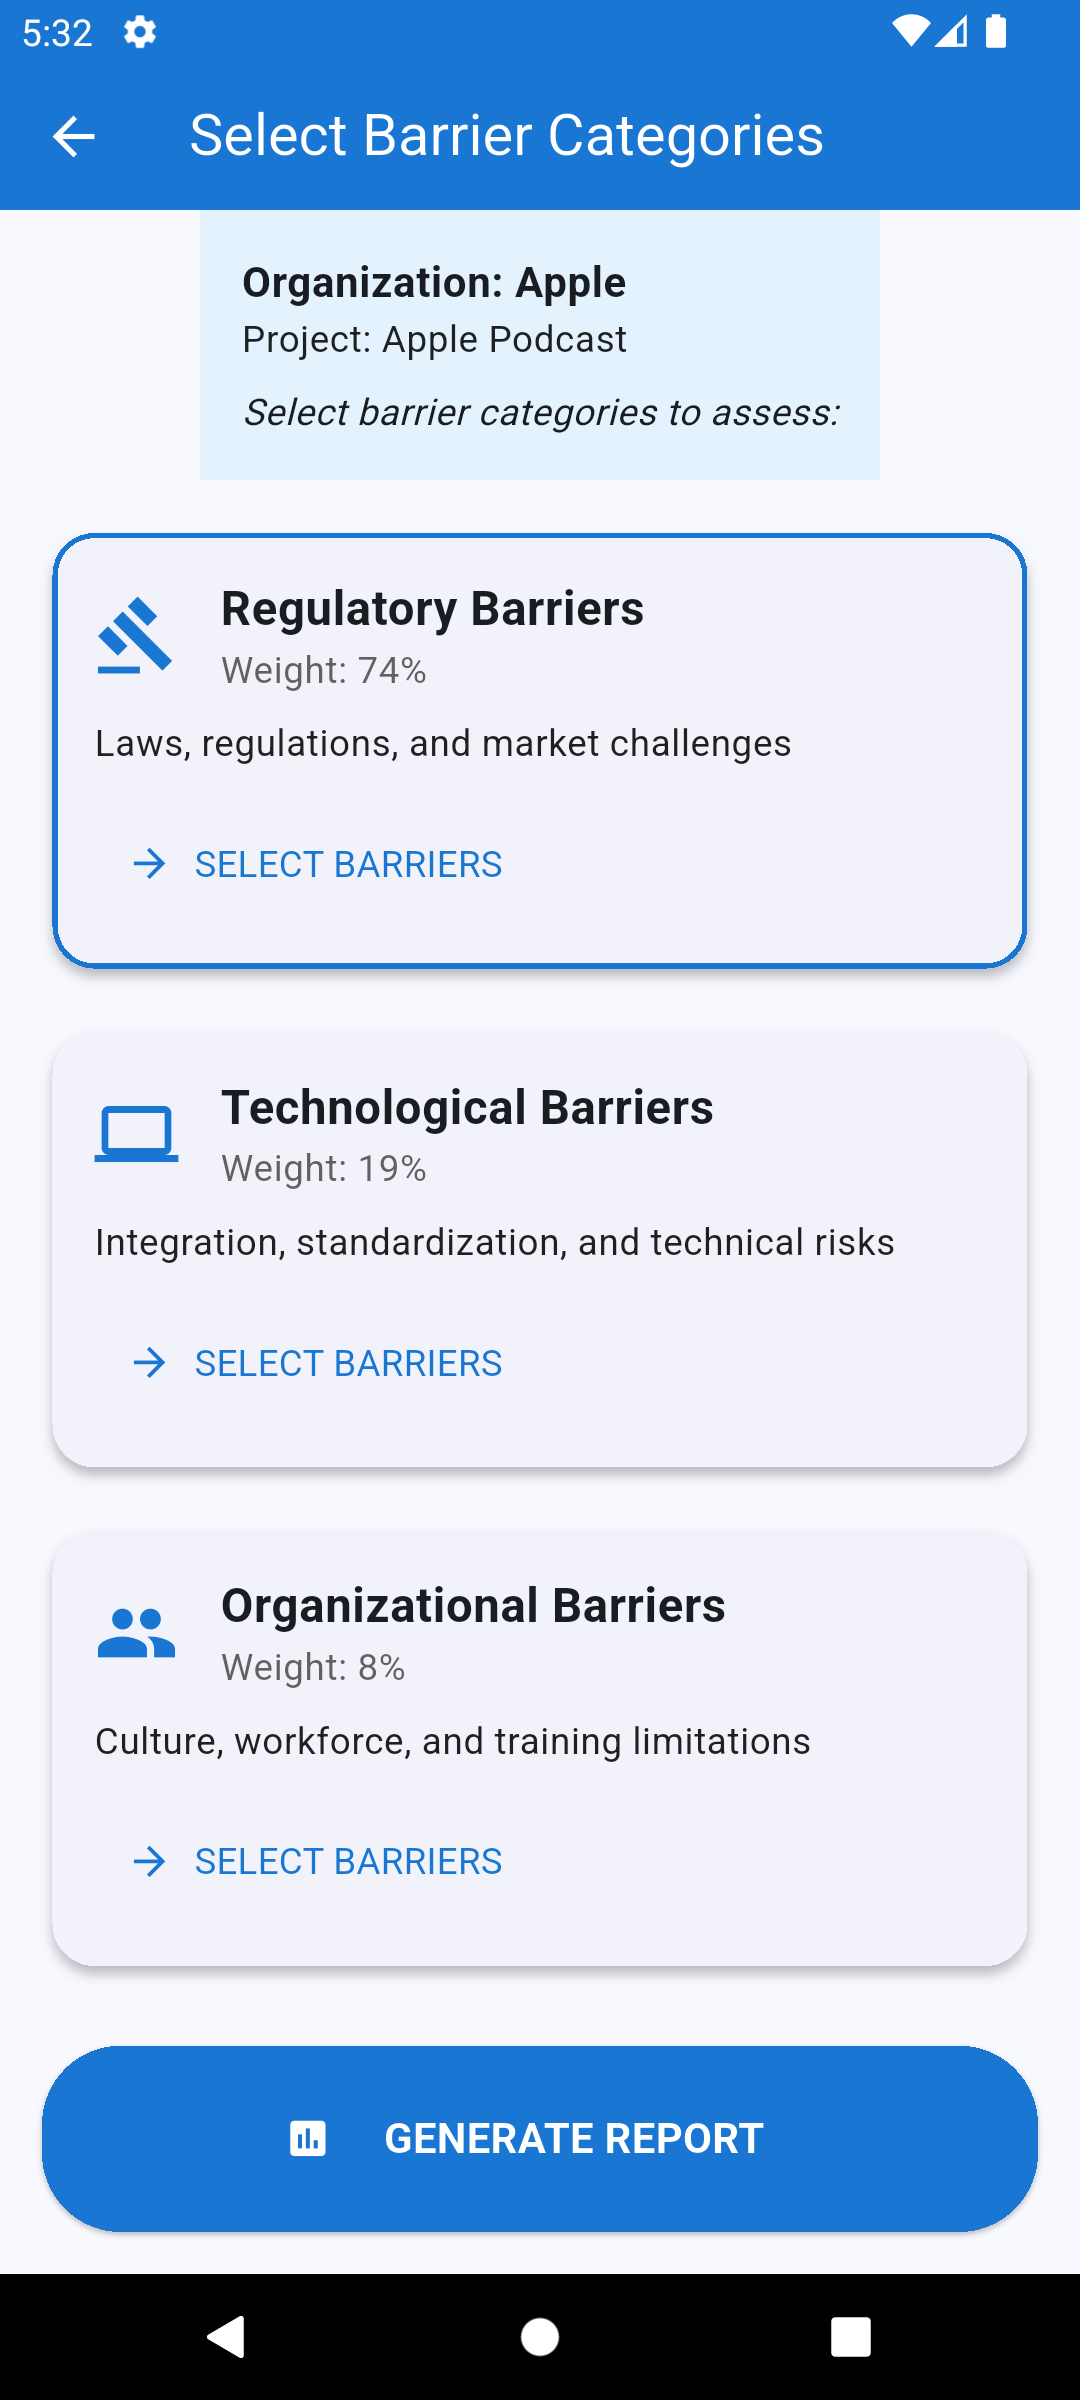 5:32
Select Barrier Categories
Organization: Apple
Project: Apple Podcast
Select barrier categories to assess:
Regulatory Barriers
Weight: 74%
Laws, regulations, and market challenges
SELECT BARRIERS
Technological Barriers
Weight: 19%
Integration, standardization, and technical risks
SELECT BARRIERS
Organizational Barriers
Weight: 8%
Culture, workforce, and training limitations
SELECT BARRIERS
GENERATE REPORT